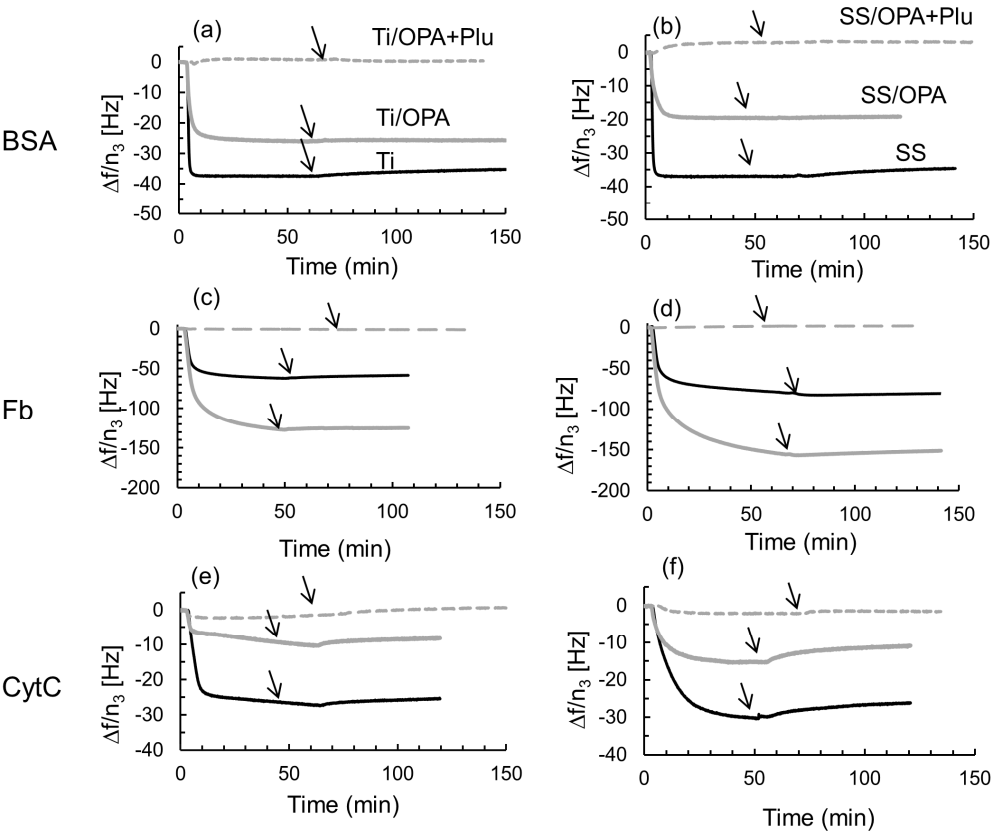 (a)
Ti/OPA+Plu
0
-10
-20
-30
-40
-50
Δf/n3 [Hz]
Ti/OPA
Ti
0 50 100 150
Time (min)
BSA
(b)
SS/OPA+Plu
0
-10
-20
-30
-40
-50
-60
Δf/n3 [Hz]
SS/OPA
SS
0 50 100 150
Time (min)
(c)
0
-50
-100
-150
-200
Δf/n3 [Hz]
0 50 100 150
Time (min)
Fb
(d)
0
-50
-100
-150
-200
Δf/n3 [Hz]
0 50 100 150
Time (min)
(e)
0
-10
-20
-30
-40
Δf/n3 [Hz]
0 50 100 150
Time (min)
CytC
(f)
0
-10
-20
-30
-40
Δf/n3 [Hz]
0 50 100 150
Time (min)